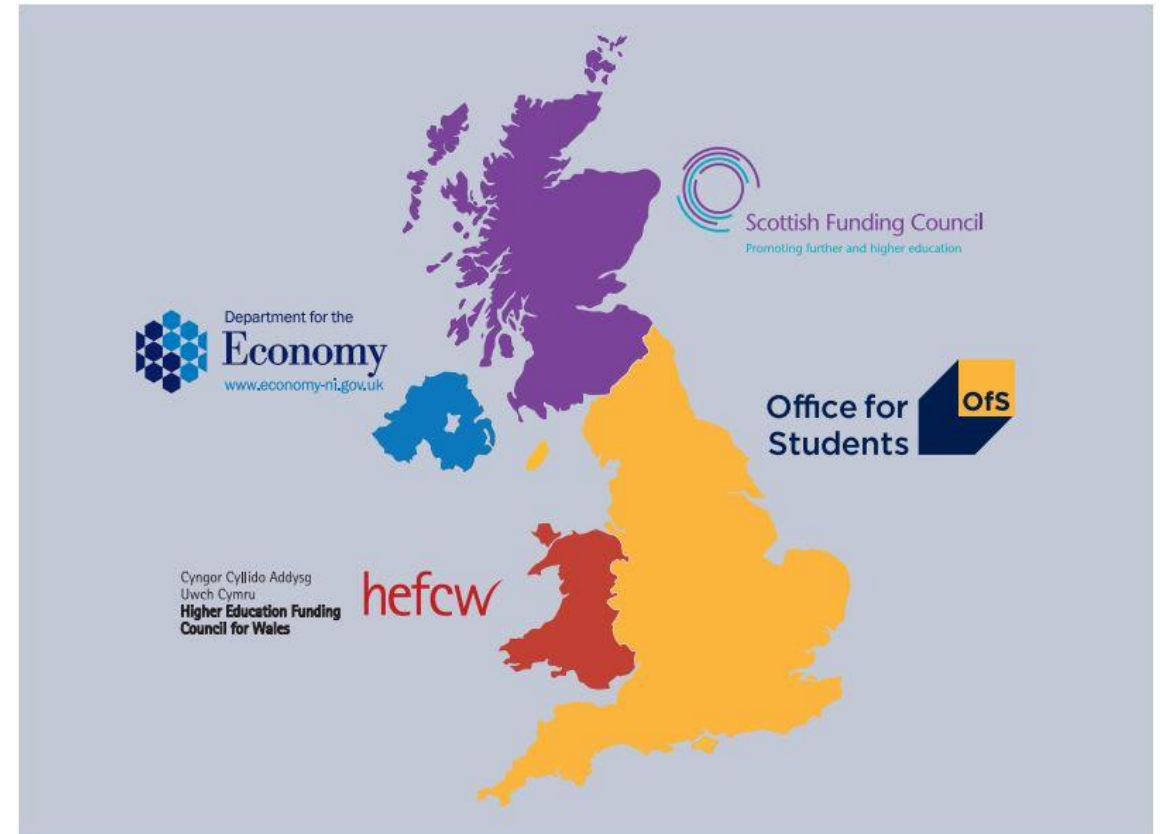 Scottish Funding Council
Promoting further and higher education
Department for the
Economy
www.economy-ni.gov.uk
Office for
Students
OfS
Cyngor Cyllido Addysg
Uwch Cymru
Higher Education Funding
Council for Wales
hefcw